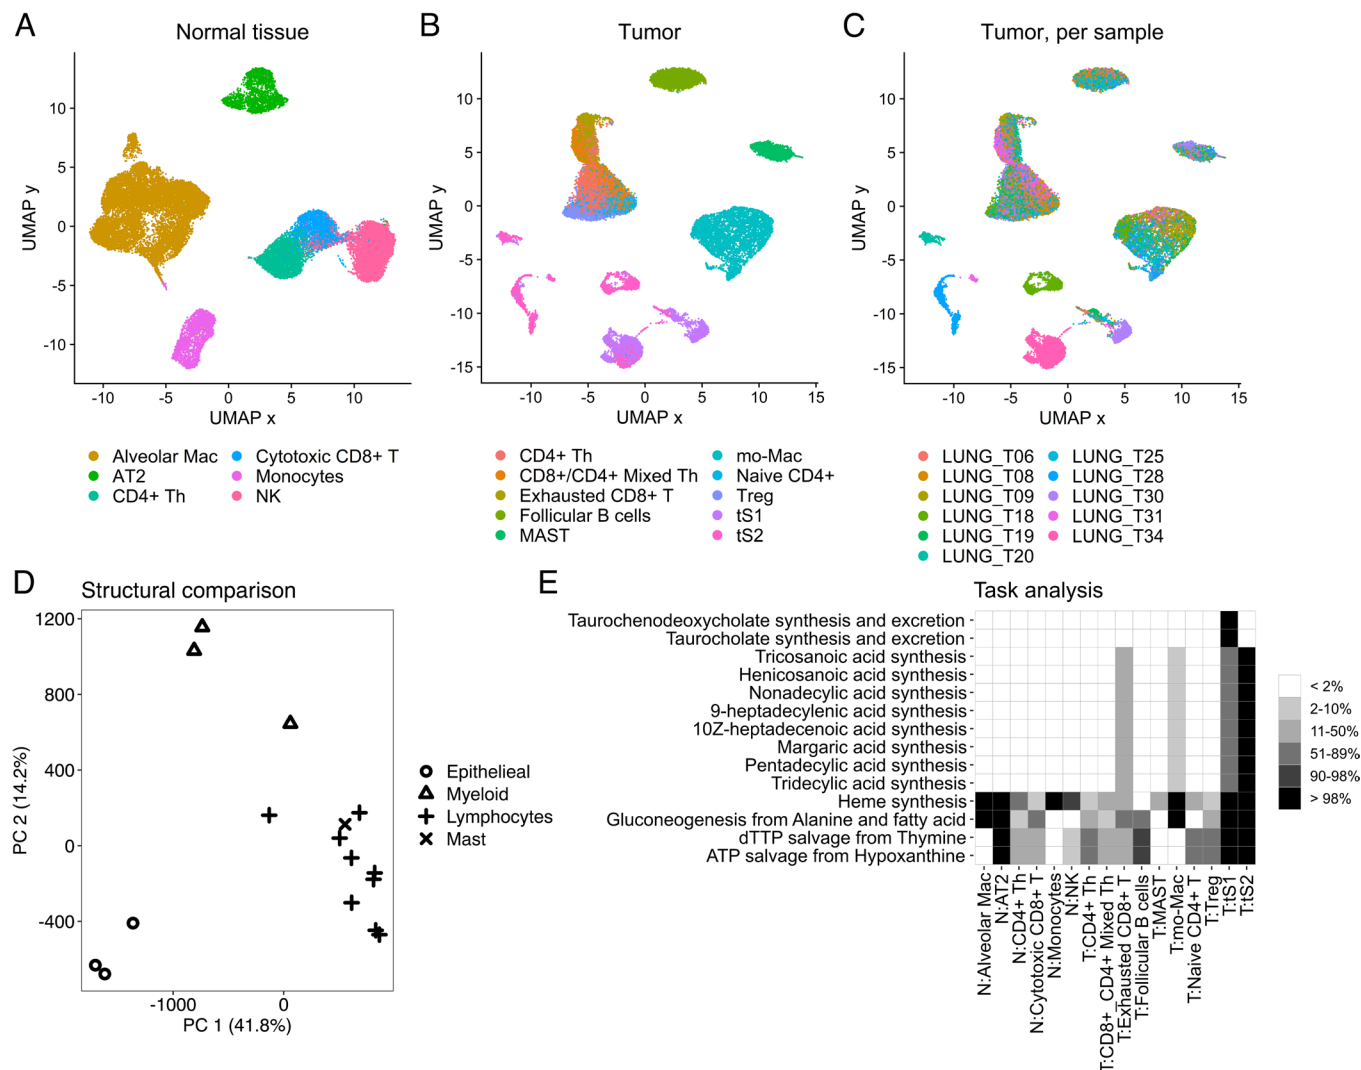 A
Normal tissue
10
5
0
-5
-10
UMAP y
-10
-5
0
5
10
UMAP x
Alveolar Mac
AT2
CD4+ Th
Cytotoxic CD8+ T
Monocytes
NK
B
Tumor
10
5
0
-5
-10
-15
UMAP y
-10
-5
0
5
10
15
UMAP x
CD4+ Th
CD8+/CD4+ Mixed Th
Exhausted CD8+ T
Follicular B cells
MAST
mo-Mac
Naive CD4+
Treg
tS1
tS2
C
Tumor, per sample
10
5
0
-5
-10
-15
UMAP y
-10
-5
0
5
10
15
UMAP x
LUNG_T06
LUNG_T08
LUNG_T09
LUNG_T18
LUNG_T19
LUNG_T20
LUNG_T25
LUNG_T28
LUNG_T30
LUNG_T31
LUNG_T34
D
Structural comparison
1200
800
400
0
-400
PC 2 (14.2%)
-1000
0
PC 1 (41.8%)
Epithelieal
Myeloid
Lymphocytes
Mast
E
Task analysis
Taurochenodeoxycholate synthesis and excretion
Taurocholate synthesis and excretion
Tricosanoic acid synthesis
Henicosanoic acid synthesis
Nonadecylic acid synthesis
9-heptadecylenic acid synthesis
10Z-heptadecenoic acid synthesis
Margaric acid synthesis
Pentadecylic acid synthesis
Tridecylic acid synthesis
Heme synthesis
Gluconeogenesis from Alanine and fatty acid
dTTP salvage from Thymine
ATP salvage from Hypoxanthine
N:Alveolar Mac
N:AT2
N:CD4+ Th
N:Cytotoxic CD8+ T
N:Monocytes
N:NK
T:CD4+ Th
T:CD8+_CD4+ Mixed Th
T:Exhausted CD8+ T
T:Follicular B cells
T:MAST
T:mo-Mac
T:Naive CD4+ T
T:Treg
T:tS1
T:tS2
< 2%
2-10%
11-50%
51-89%
90-98%
> 98%